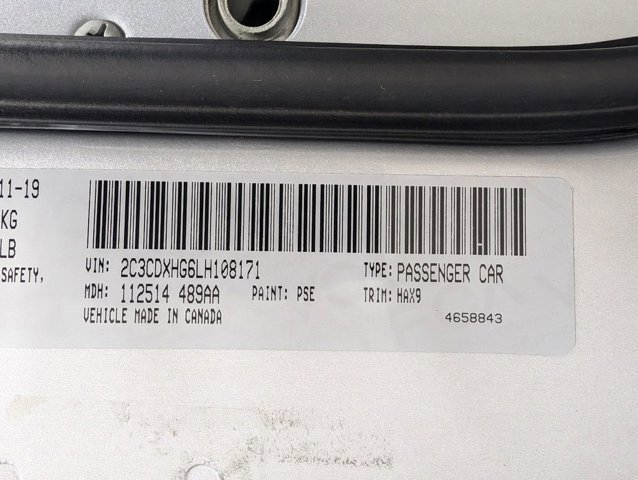 11-19
KG
LB
SAFETY,
VIN: 2C3CDXHG6LH108171 TYPE: PASSENGER CAR
MDH: 112514 489AA PAINT: PSE TRIM: HAX9
VEHICLE MADE IN CANADA 4658843